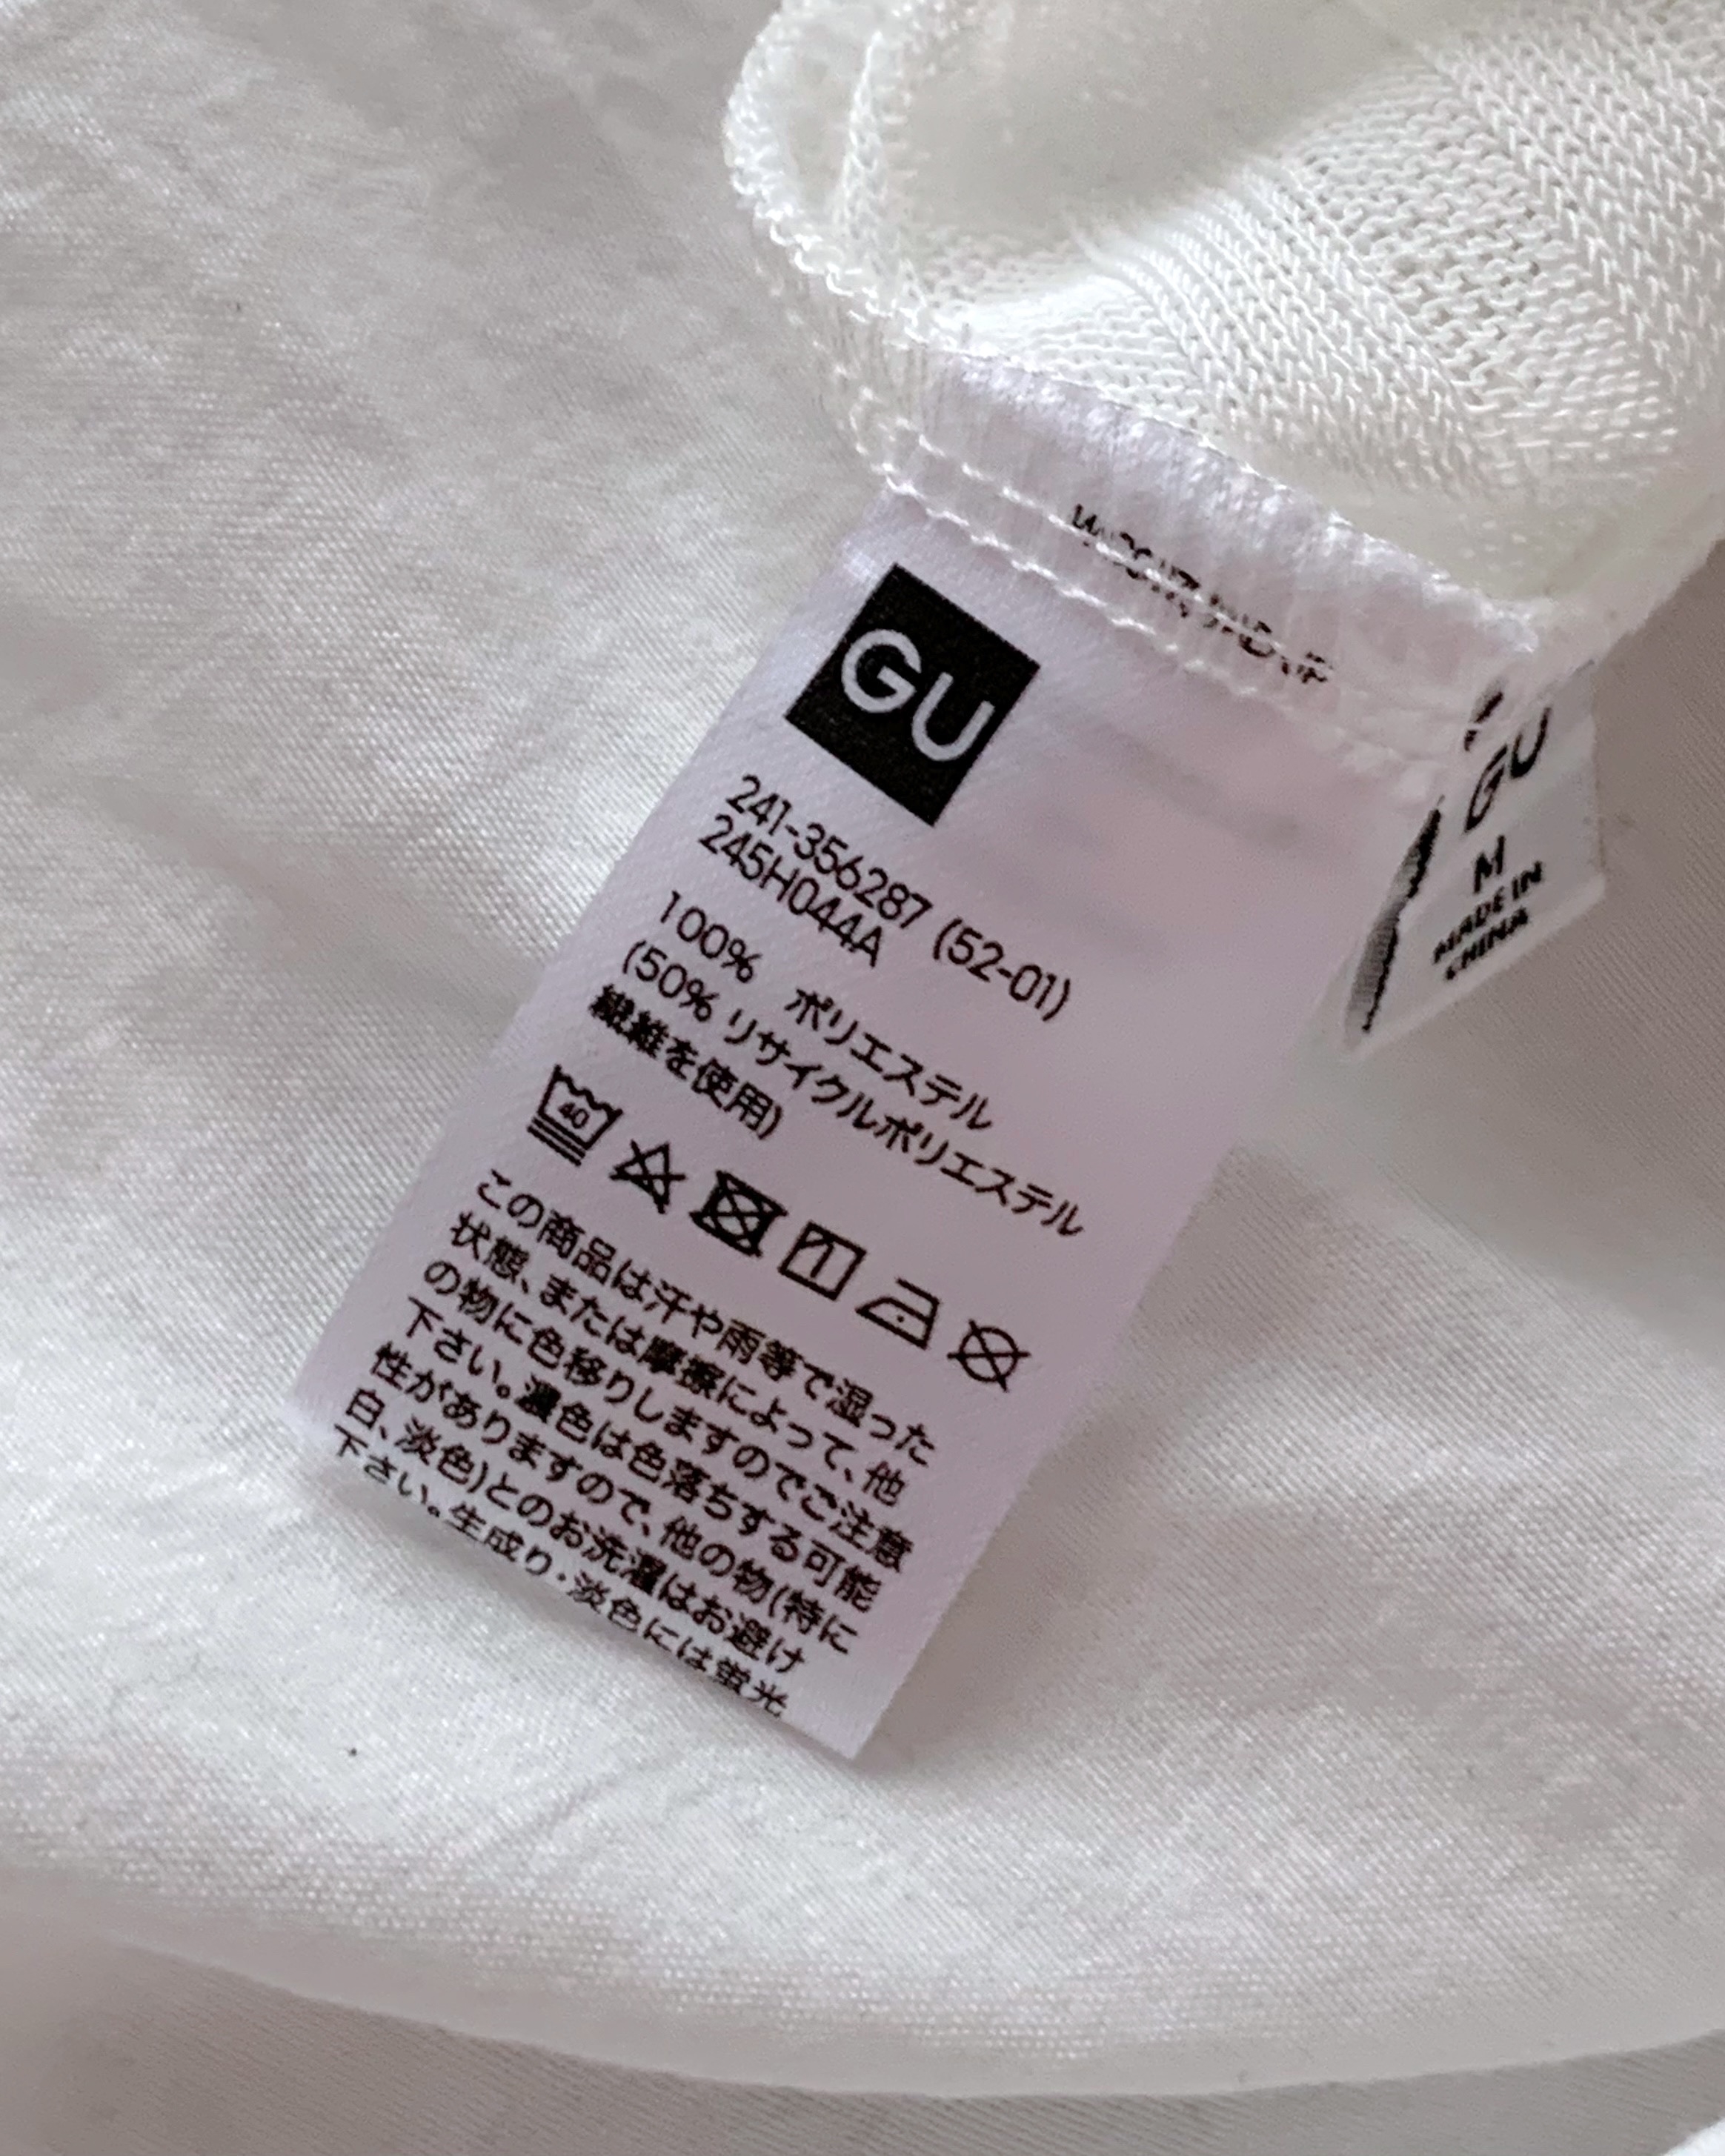 GU
241-356287 (52-01)
245H044A
100% ポリエステル
(50% リサイクルポリエステル
繊維を使用)
40
この商品は汗や雨等で湿った
状態、または摩擦によって、他
の物に色移りしますのでご注意
下さい。濃色は色落ちする可能
性がありますので、他の物(特に
白、淡色)とのお洗濯はお避け
下さい。生成り・淡色には蛍光
GU
M
MADE IN
CHINA